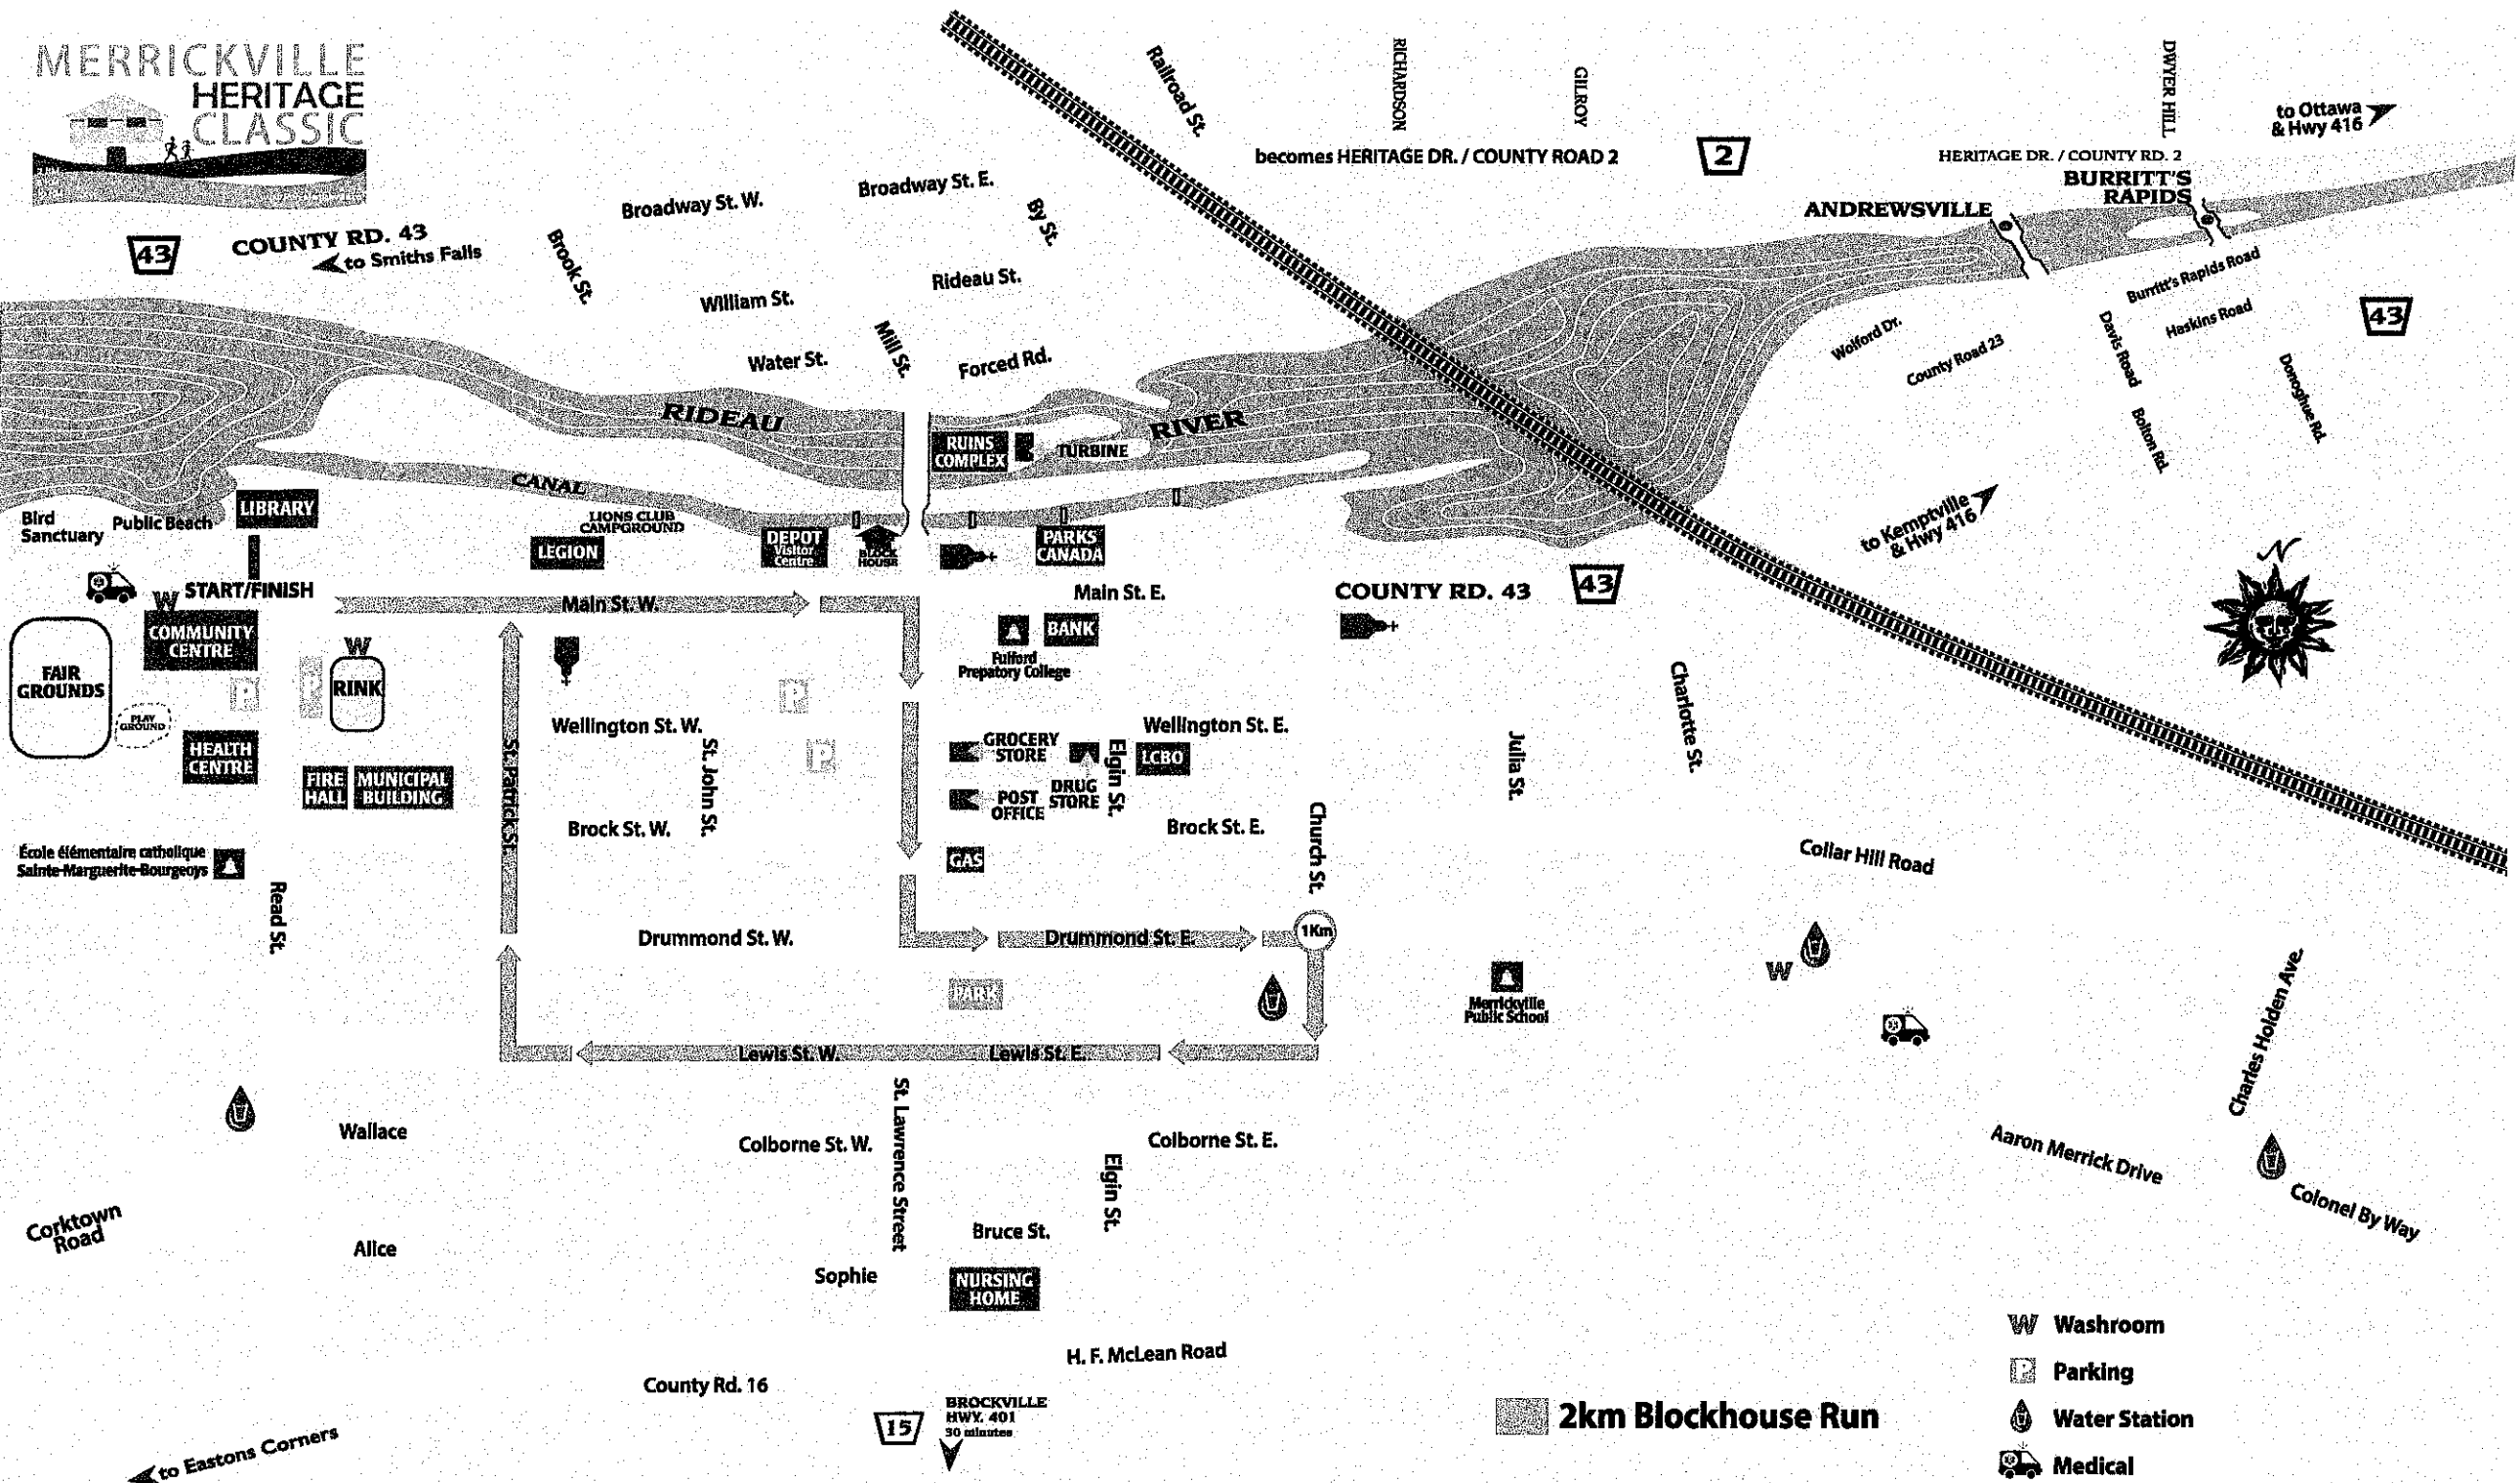 MERRICKVILLE
HERITAGE
CLASSIC
43
COUNTY RD. 43
to Smiths Falls
Broadway St. W.
Broadway St. E.
Brook St.
By St.
Railroad St.
RICHARDSON
GILROY
DWYER HILL
to Ottawa
& Hwy 416
becomes HERITAGE DR. / COUNTY ROAD 2
2
HERITAGE DR. / COUNTY RD. 2
BURRITT'S
RAPIDS
ANDREWSVILLE
William St.
Rideau St.
Water St.
Mill St.
Forced Rd.
Burritt's Rapids Road
Haskins Road
43
Wolford Dr.
County Road 23
Davis Road
Bolton Rd.
Donoghue Rd.
RIDEAU
RIVER
RUINS
COMPLEX
TURBINE
CANAL
Bird
Sanctuary
Public Beach
LIBRARY
LIONS CLUB
CAMPGROUND
LEGION
DEPOT
Visitor
Centre
BLOCK
HOUSE
PARKS
CANADA
to Kemptville
& Hwy 416
N
START/FINISH
W
Main St. W.
Main St. E.
COUNTY RD. 43
43
COMMUNITY
CENTRE
FAIR
GROUNDS
W
RINK
P
P
P
P
BANK
Fulford
Prepatory College
PLAY
GROUND
HEALTH
CENTRE
FIRE
HALL
MUNICIPAL
BUILDING
St. Patrick St.
Wellington St. W.
St. John St.
Wellington St. E.
GROCERY
STORE
DRUG
STORE
Elgin St.
LCBO
POST
OFFICE
Julia St.
Charlotte St.
Brock St. W.
Brock St. E.
Church St.
GAS
École élémentaire catholique
Sainte-Marguerite-Bourgeoys
Read St.
Collar Hill Road
Drummond St. W.
Drummond St. E.
1Km
PARK
Merrickville
Public School
W
Charles Holden Ave.
Lewis St. W.
Lewis St. E.
St. Lawrence Street
Wallace
Colborne St. W.
Colborne St. E.
Elgin St.
Aaron Merrick Drive
Colonel By Way
Corktown
Road
Alice
Bruce St.
Sophie
NURSING
HOME
H. F. McLean Road
County Rd. 16
15
BROCKVILLE
HWY. 401
30 minutes
to Eastons Corners
2km Blockhouse Run
W Washroom
P Parking
Water Station
Medical